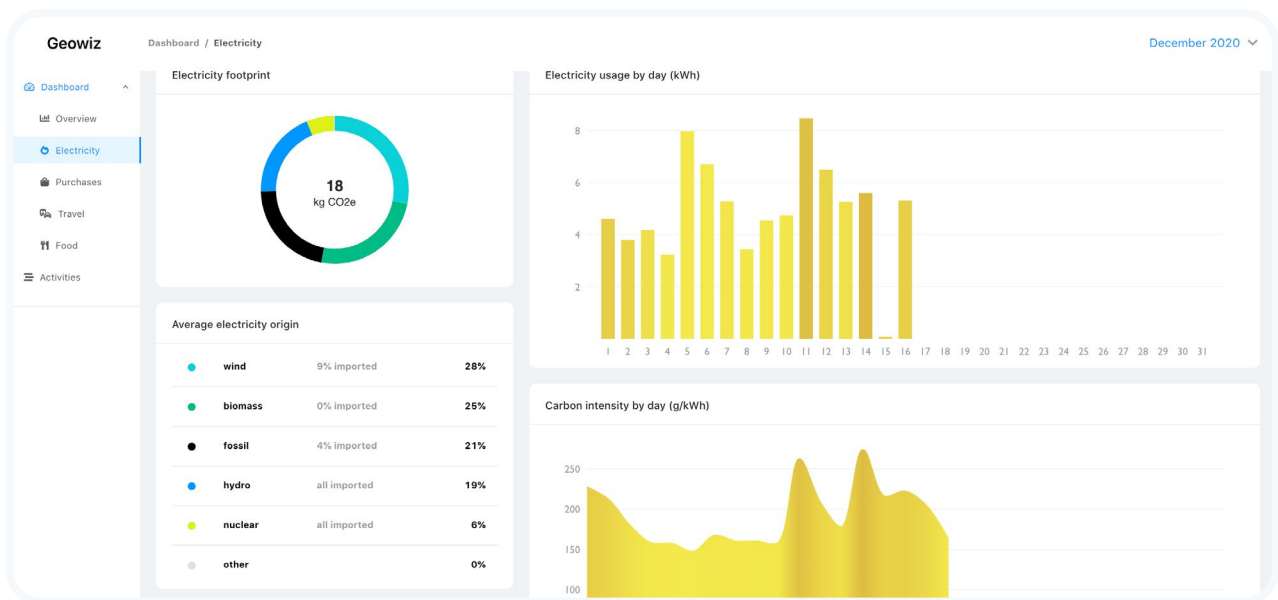 Geowiz
Dashboard / Electricity
December 2020
Dashboard
Overview
Electricity
Purchases
Travel
Food
Activities
Electricity footprint
18
kg CO2e
Average electricity origin
wind 9% imported 28%
biomass 0% imported 25%
fossil 4% imported 21%
hydro all imported 19%
nuclear all imported 6%
other 0%
Electricity usage by day (kWh)
8
6
4
2
1 2 3 4 5 6 7 8 9 10 11 12 13 14 15 16 17 18 19 20 21 22 23 24 25 26 27 28 29 30 31
Carbon intensity by day (g/kWh)
250
200
150
100